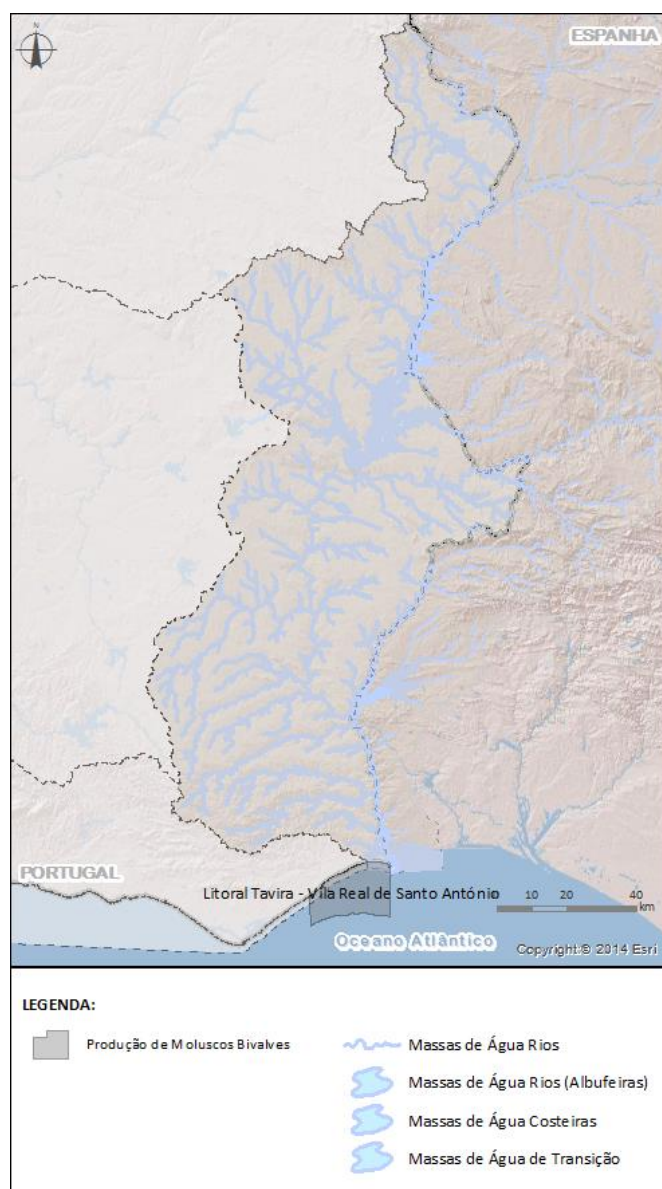 N
ESPANHA
PORTUGAL
Litoral Tavira - Vila Real de Santo António
0 10 20 40
km
Oceano Atlântico
Copyright:© 2014 Esri
LEGENDA:
Produção de Moluscos Bivalves
Massas de Água Rios
Massas de Água Rios (Albufeiras)
Massas de Água Costeiras
Massas de Água de Transição